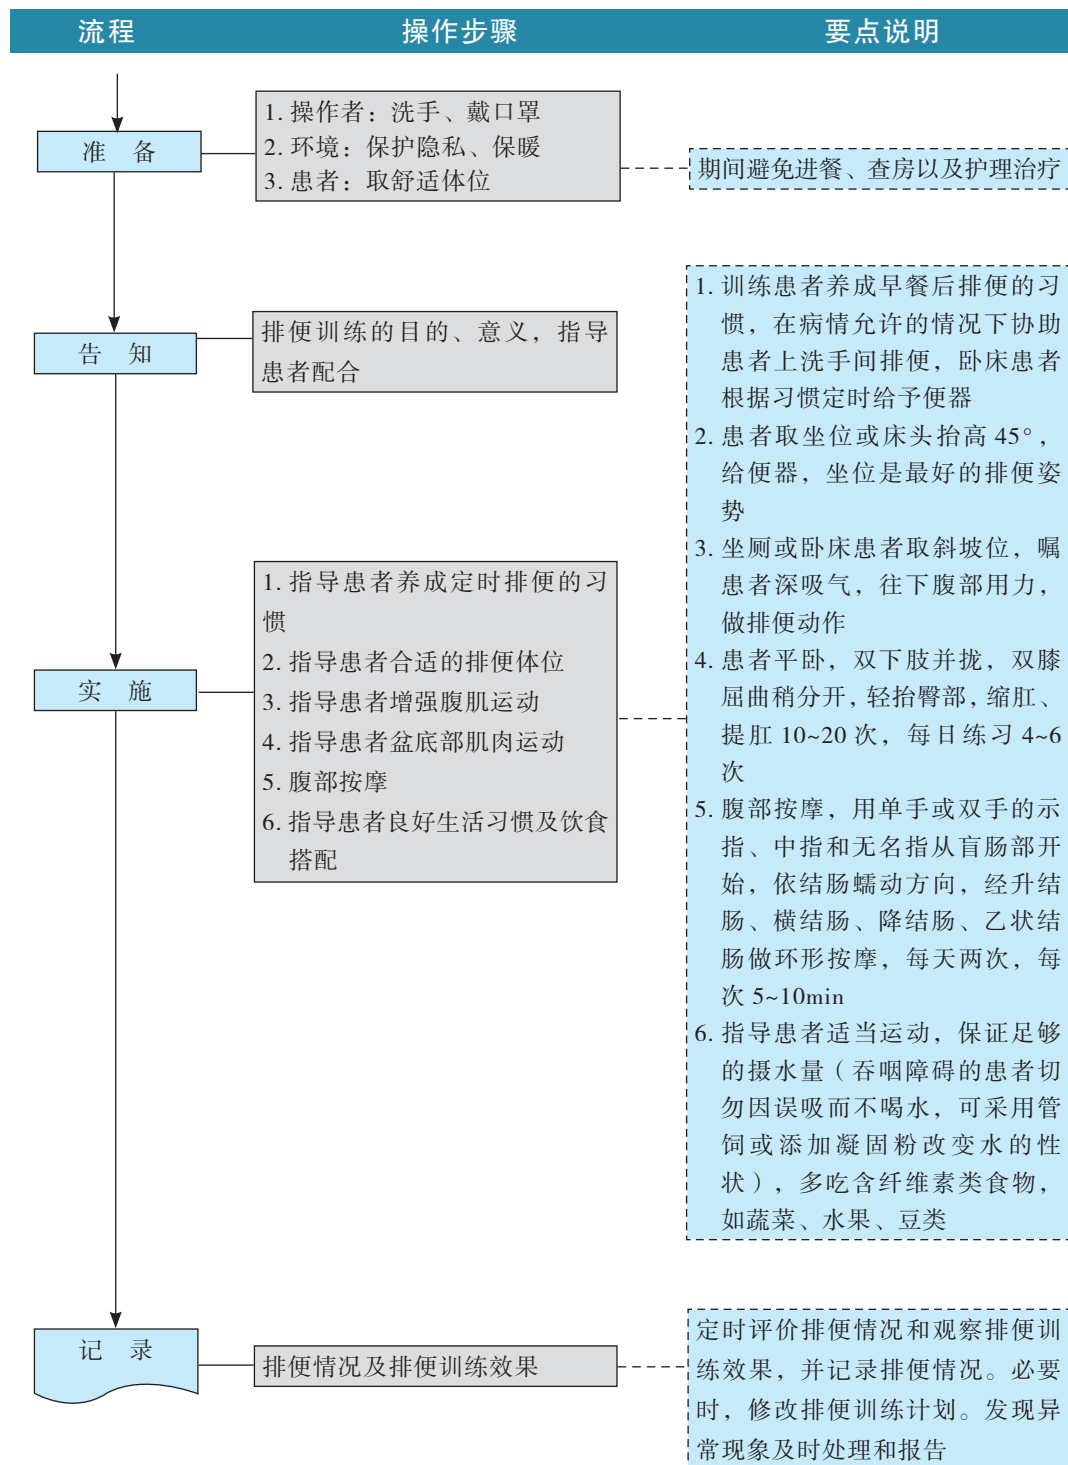 流程 操作步骤 要点说明
准 备
1. 操作者：洗手、戴口罩
2. 环境：保护隐私、保暖
3. 患者：取舒适体位
期间避免进餐、查房以及护理治疗
告 知
排便训练的目的、意义，指导
患者配合
实 施
1. 指导患者养成定时排便的习
惯
2. 指导患者合适的排便体位
3. 指导患者增强腹肌运动
4. 指导患者盆底部肌肉运动
5. 腹部按摩
6. 指导患者良好生活习惯及饮食
搭配
1. 训练患者养成早餐后排便的习
惯，在病情允许的情况下协助
患者上洗手间排便，卧床患者
根据习惯定时给予便器
2. 患者取坐位或床头抬高 45°，
给便器，坐位是最好的排便姿
势
3. 坐厕或卧床患者取斜坡位，嘱
患者深吸气，往下腹部用力，
做排便动作
4. 患者平卧，双下肢并拢，双膝
屈曲稍分开，轻抬臀部，缩肛、
提肛 10~20 次，每日练习 4~6
次
5. 腹部按摩，用单手或双手的示
指、中指和无名指从盲肠部开
始，依结肠蠕动方向，经升结
肠、横结肠、降结肠、乙状结
肠做环形按摩，每天两次，每
次 5~10min
6. 指导患者适当运动，保证足够
的摄水量（吞咽障碍的患者切
勿因误吸而不喝水，可采用管
饲或添加凝固粉改变水的性
状），多吃含纤维素类食物，
如蔬菜、水果、豆类
记 录
排便情况及排便训练效果
定时评价排便情况和观察排便训
练效果，并记录排便情况。必要
时，修改排便训练计划。发现异
常现象及时处理和报告